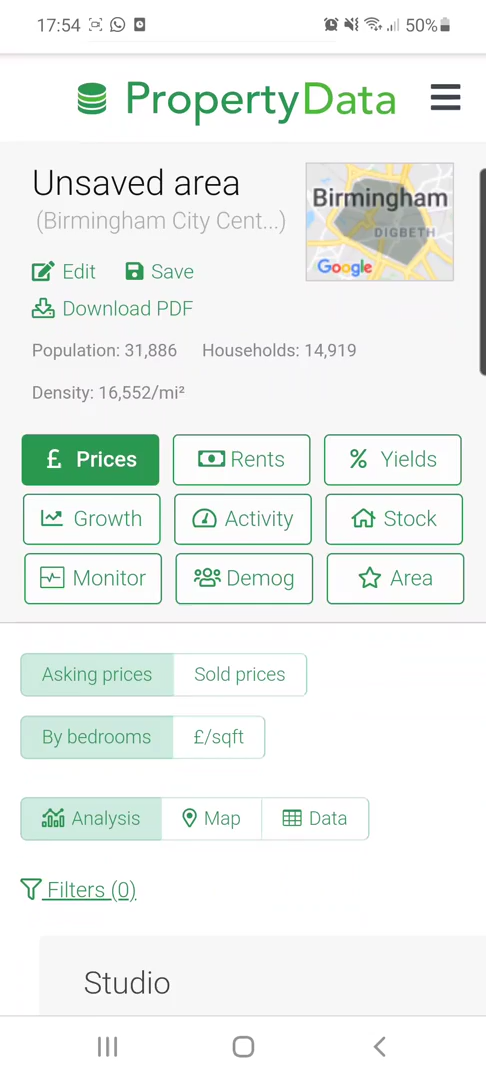 17:54 50%
PropertyData
Unsaved area
(Birmingham City Cent...)
Birmingham
DIGBETH
Google
Edit Save
Download PDF
Population: 31,886 Households: 14,919
Density: 16,552/mi²
£ Prices Rents % Yields
Growth Activity Stock
Monitor Demog Area
Asking prices Sold prices
By bedrooms £/sqft
Analysis Map Data
Filters (0)
Studio